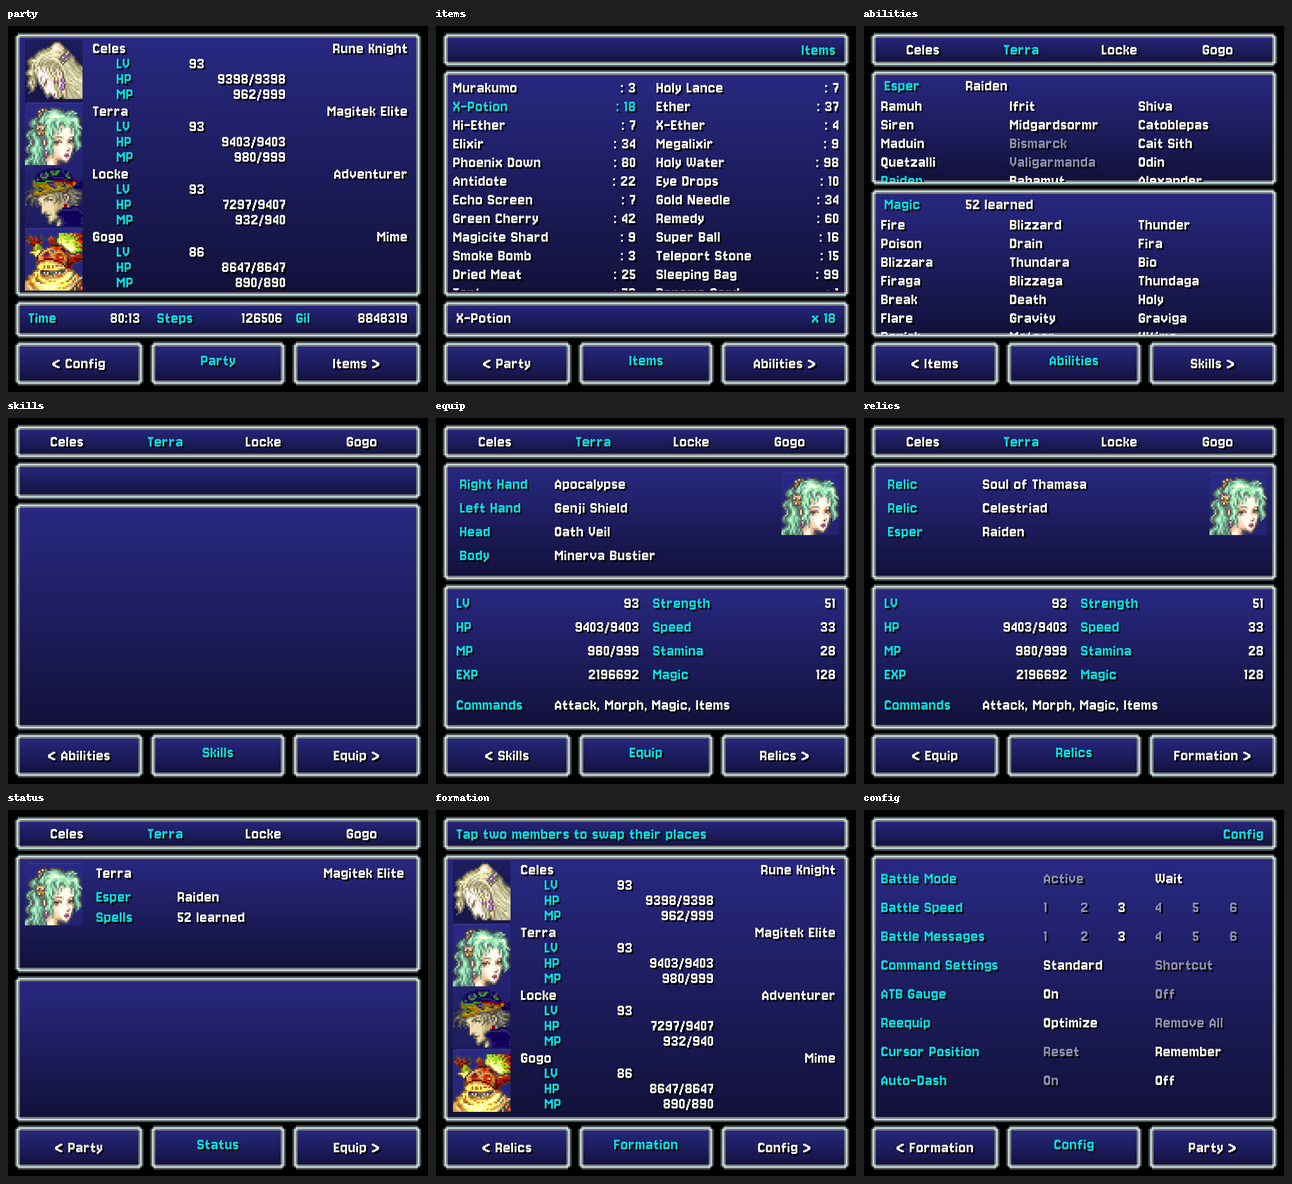 party
Celes Rune Knight
LV 93
HP 9398/9398
MP 962/999
Terra Magitek Elite
LV 93
HP 9403/9403
MP 980/999
Locke Adventurer
LV 93
HP 7297/9407
MP 932/940
Gogo Mime
LV 86
HP 8647/8647
MP 890/890
Time 80:13 Steps 126506 Gil 8848319
< Config Party Items >
items
Items
Murakumo : 3 Holy Lance : 7
X-Potion : 18 Ether : 37
Hi-Ether : 7 X-Ether : 4
Elixir : 34 Megalixir : 9
Phoenix Down : 80 Holy Water : 98
Antidote : 22 Eye Drops : 10
Echo Screen : 7 Gold Needle : 34
Green Cherry : 42 Remedy : 60
Magicite Shard : 9 Super Ball : 16
Smoke Bomb : 3 Teleport Stone : 15
Dried Meat : 25 Sleeping Bag : 99
X-Potion x 18
< Party Items Abilities >
abilities
Celes Terra Locke Gogo
Esper Raiden
Ramuh Ifrit Shiva
Siren Midgardsormr Catoblepas
Maduin Bismarck Cait Sith
Quetzalli Valigarmanda Odin
Raiden Bahamut Alexander
Magic 52 learned
Fire Blizzard Thunder
Poison Drain Fira
Blizzara Thundara Bio
Firaga Blizzaga Thundaga
Break Death Holy
Flare Gravity Graviga
< Items Abilities Skills >
skills
Celes Terra Locke Gogo
< Abilities Skills Equip >
equip
Celes Terra Locke Gogo
Right Hand Apocalypse
Left Hand Genji Shield
Head Oath Veil
Body Minerva Bustier
LV 93 Strength 51
HP 9403/9403 Speed 33
MP 980/999 Stamina 28
EXP 2196692 Magic 128
Commands Attack, Morph, Magic, Items
< Skills Equip Relics >
relics
Celes Terra Locke Gogo
Relic Soul of Thamasa
Relic Celestriad
Esper Raiden
LV 93 Strength 51
HP 9403/9403 Speed 33
MP 980/999 Stamina 28
EXP 2196692 Magic 128
Commands Attack, Morph, Magic, Items
< Equip Relics Formation >
status
Celes Terra Locke Gogo
Terra Magitek Elite
Esper Raiden
Spells 52 learned
< Party Status Equip >
formation
Tap two members to swap their places
Celes Rune Knight
LV 93
HP 9398/9398
MP 962/999
Terra Magitek Elite
LV 93
HP 9403/9403
MP 980/999
Locke Adventurer
LV 93
HP 7297/9407
MP 932/940
Gogo Mime
LV 86
HP 8647/8647
MP 890/890
< Relics Formation Config >
config
Config
Battle Mode Active Wait
Battle Speed 1 2 3 4 5 6
Battle Messages 1 2 3 4 5 6
Command Settings Standard Shortcut
ATB Gauge On Off
Reequip Optimize Remove All
Cursor Position Reset Remember
Auto-Dash On Off
< Formation Config Party >